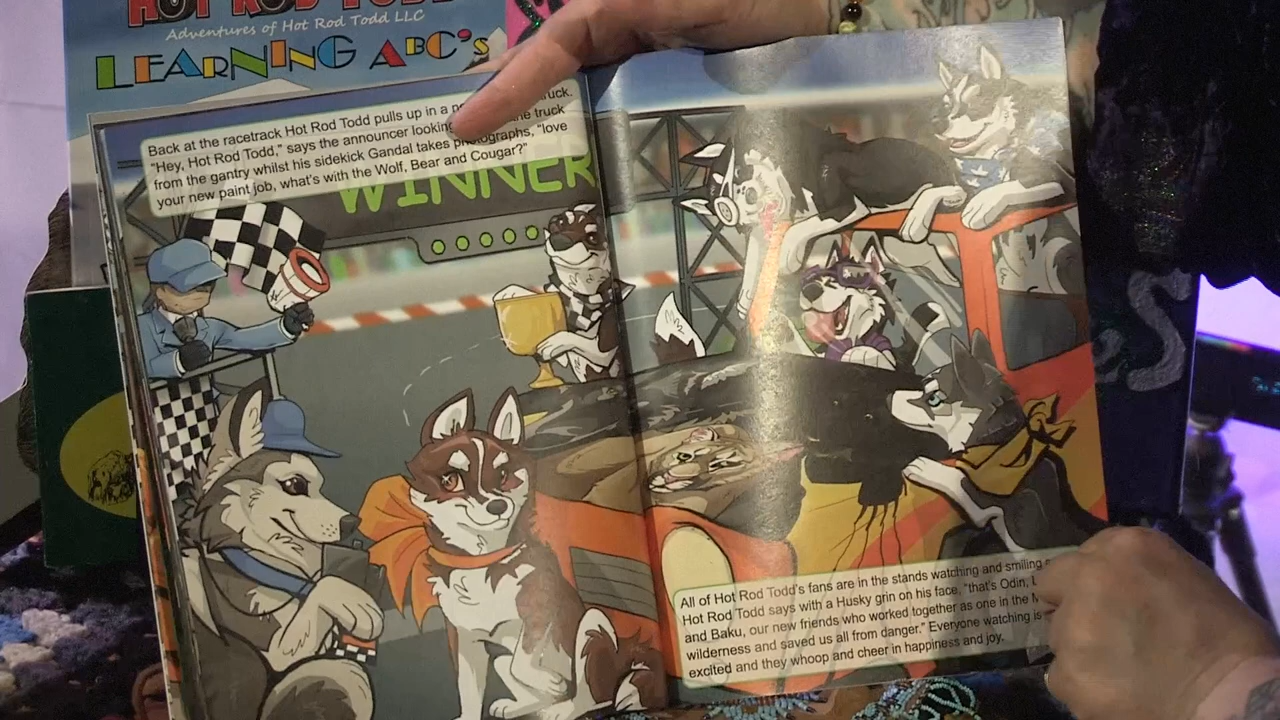 HOT ROD TODD
Adventures of Hot Rod Todd LLC
LEARNING ABC's
Back at the racetrack Hot Rod Todd pulls up in a
"Hey, Hot Rod Todd," says the announcer looking truck
from the gantry whilst his sidekick Gandal takes photographs, "love
your new paint job, what's with the Wolf, Bear and Cougar?"
WINNER
All of Hot Rod Todd's fans are in the stands watching and smiling
Hot Rod Todd says with a Husky grin on his face, "that's Odin,
and Baku, our new friends who worked together as one in the
wilderness and saved us all from danger." Everyone watching is
excited and they whoop and cheer in happiness and joy.